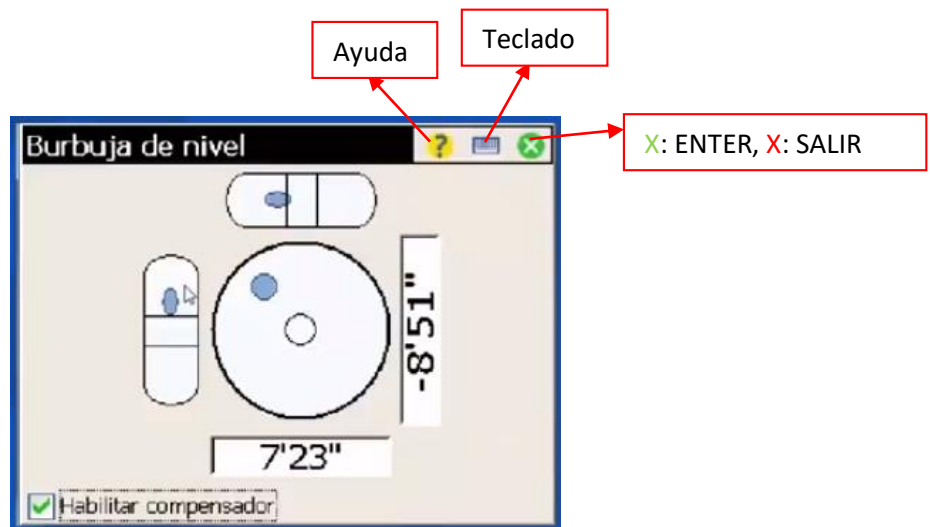 Ayuda
Teclado
X: ENTER, X: SALIR
Burbuja de nivel
?
X
-8'51"
7'23"
Habilitar compensador